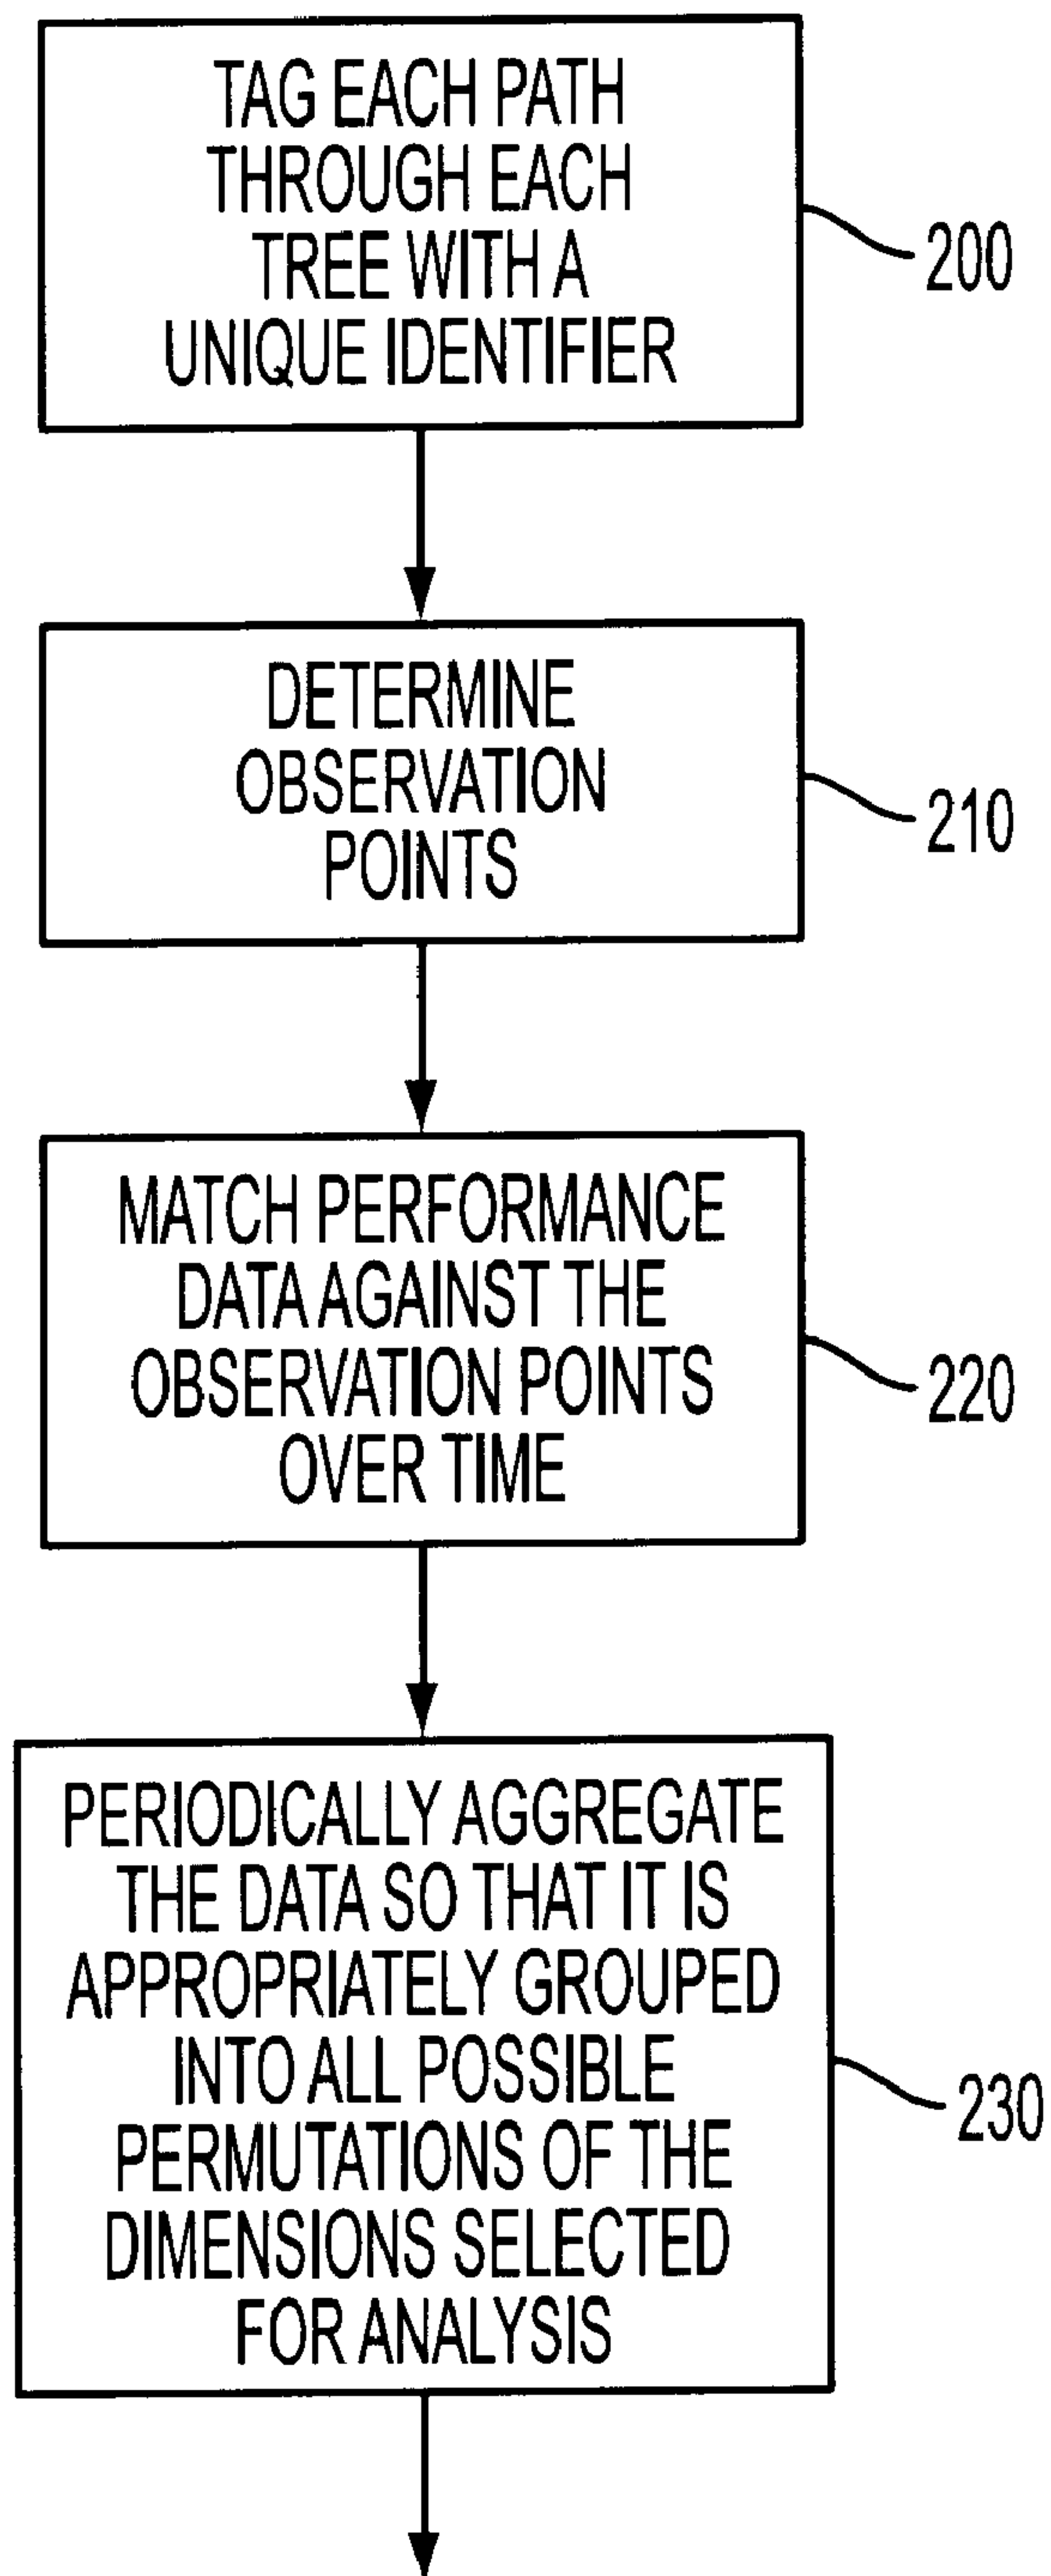 TAG EACH PATH
THROUGH EACH
TREE WITH A
UNIQUE IDENTIFIER
200
DETERMINE
OBSERVATION
POINTS
210
MATCH PERFORMANCE
DATA AGAINST THE
OBSERVATION POINTS
OVER TIME
220
PERIODICALLY AGGREGATE
THE DATA SO THAT IT IS
APPROPRIATELY GROUPED
INTO ALL POSSIBLE
PERMUTATIONS OF THE
DIMENSIONS SELECTED
FOR ANALYSIS
230